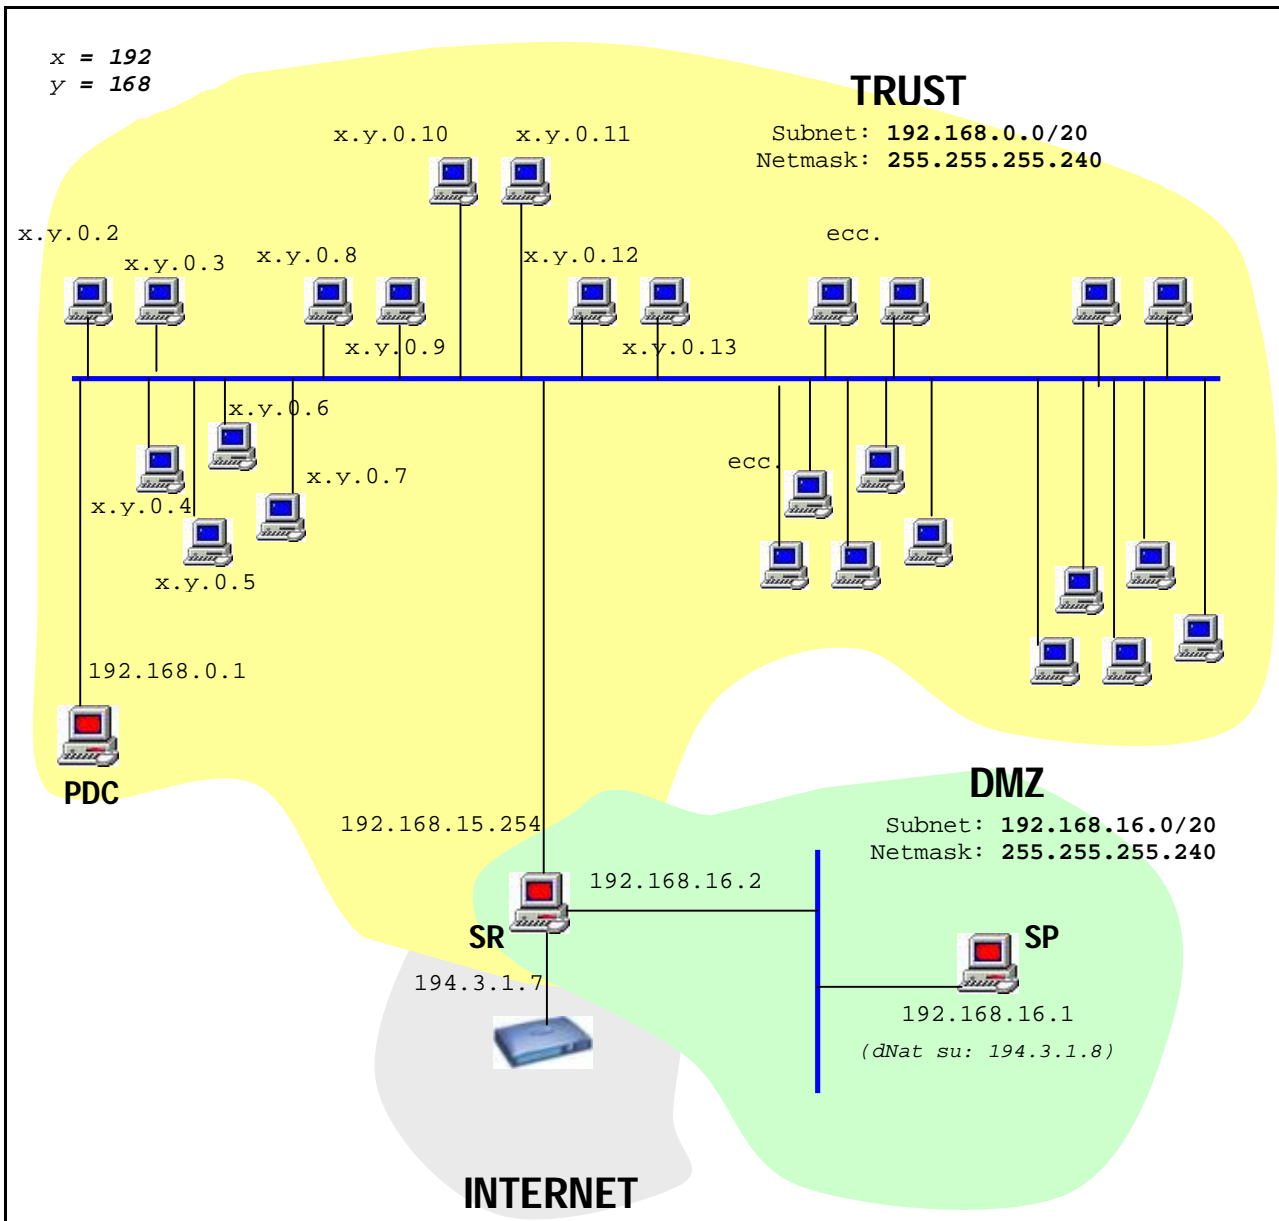 x = 192
y = 168
TRUST
Subnet: 192.168.0.0/20
Netmask: 255.255.255.240
x.y.0.10
x.y.0.11
x.y.0.2
x.y.0.3
x.y.0.8
x.y.0.12
ecc.
x.y.0.9
x.y.0.13
x.y.0.6
x.y.0.7
ecc.
x.y.0.4
x.y.0.5
192.168.0.1
PDC
DMZ
Subnet: 192.168.16.0/20
Netmask: 255.255.255.240
192.168.15.254
192.168.16.2
SR
SP
194.3.1.7
192.168.16.1
(dNat su: 194.3.1.8)
INTERNET